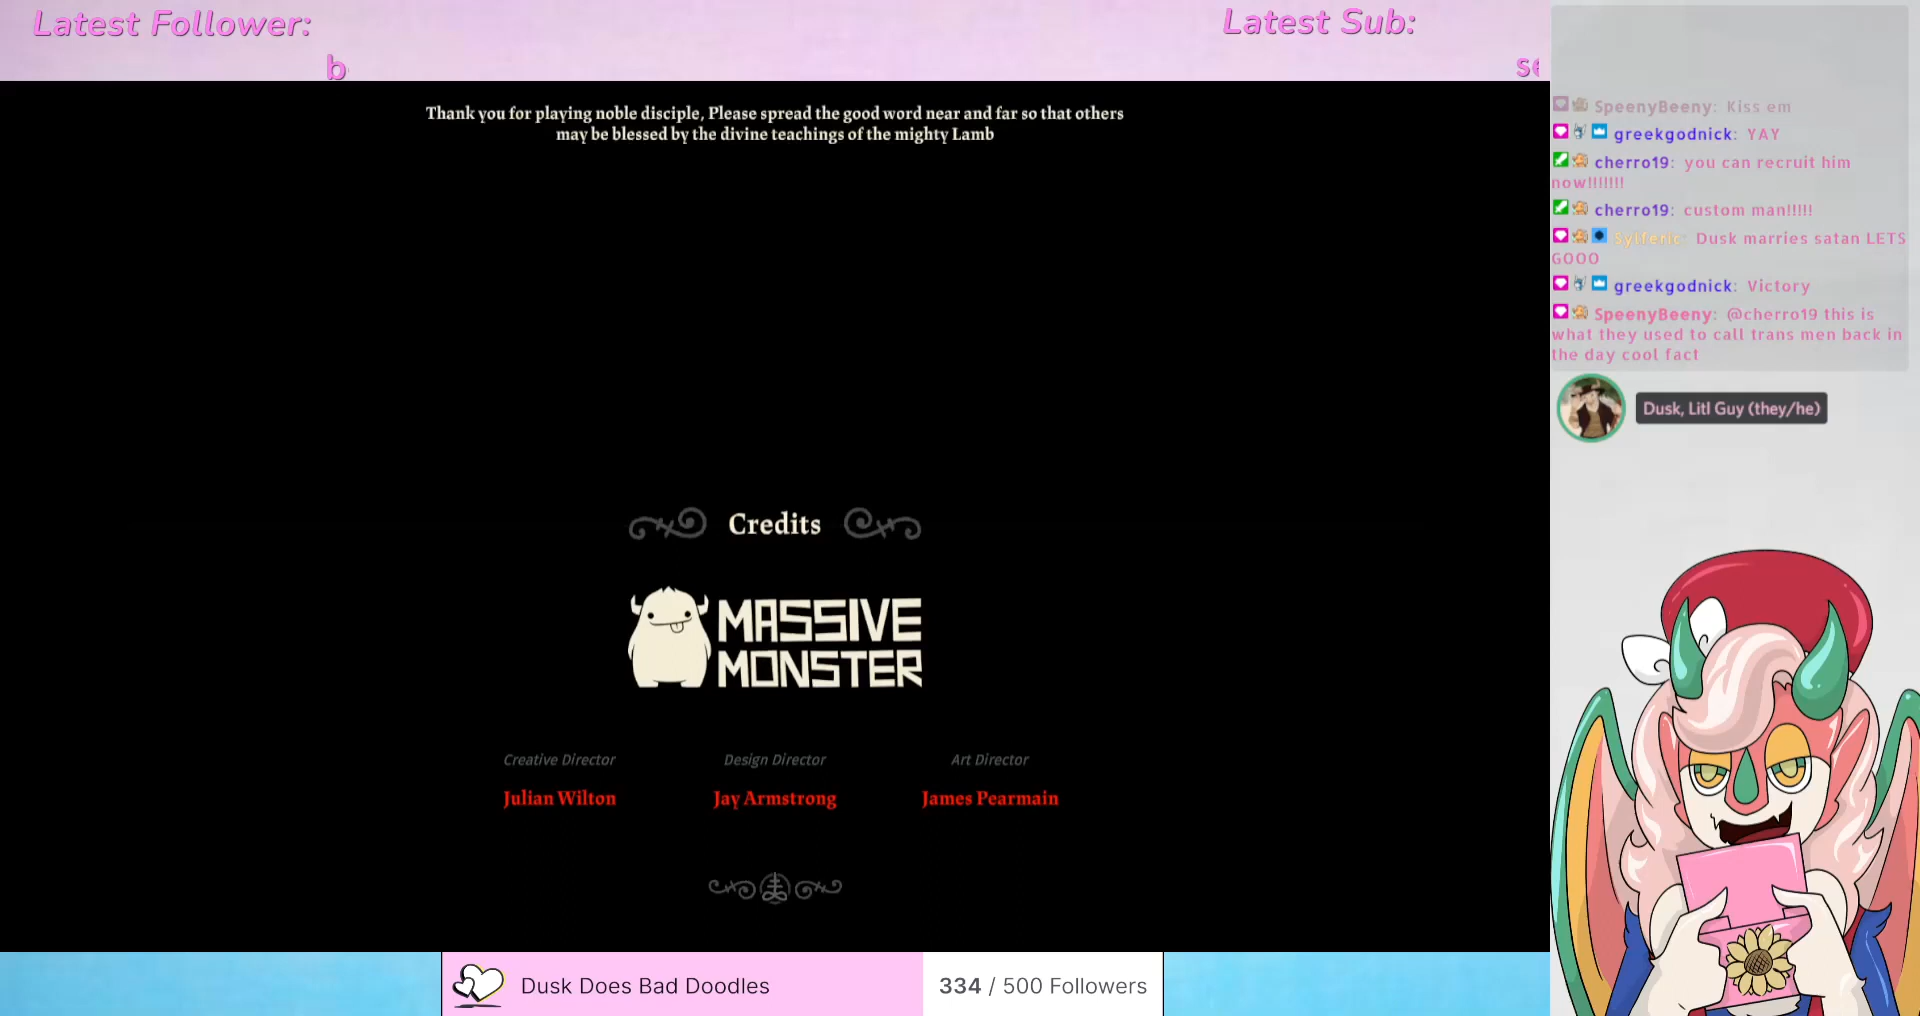 Latest Follower:
b
Latest Sub:
Thank you for playing noble disciple, Please spread the good word near and far so that others
may be blessed by the divine teachings of the mighty Lamb
Credits
MASSIVE
MONSTER
Creative Director
Design Director
Art Director
Julian Wilton
Jay Armstrong
James Pearmain
Dusk Does Bad Doodles
334 / 500 Followers
SpeenyBeeny: Kiss em
greekgodnick: YAY
cherro19: you can recruit him
now!!!!!!!
cherro19: custom man!!!!!
Sylferic: Dusk marries satan LETS
GOOO
greekgodnick: Victory
SpeenyBeeny: @cherro19 this is
what they used to call trans men back in
the day cool fact
Dusk, Litl Guy (they/he)